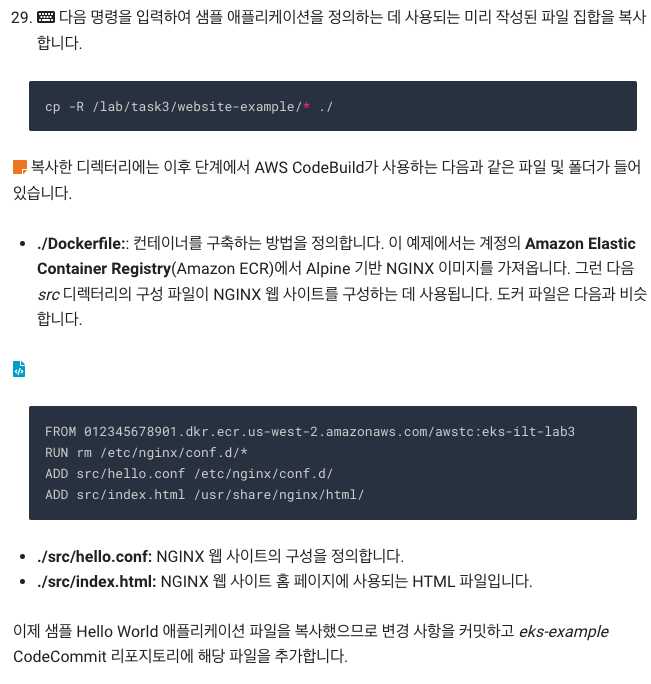 29. 다음 명령을 입력하여 샘플 애플리케이션을 정의하는 데 사용되는 미리 작성된 파일 집합을 복사
합니다.
cp -R /lab/task3/website-example/* ./
복사한 디렉터리에는 이후 단계에서 AWS CodeBuild가 사용하는 다음과 같은 파일 및 폴더가 들어
있습니다.
• ./Dockerfile:: 컨테이너를 구축하는 방법을 정의합니다. 이 예제에서는 계정의 Amazon Elastic
Container Registry(Amazon ECR)에서 Alpine 기반 NGINX 이미지를 가져옵니다. 그런 다음
src 디렉터리의 구성 파일이 NGINX 웹 사이트를 구성하는 데 사용됩니다. 도커 파일은 다음과 비슷
합니다.
FROM 012345678901.dkr.ecr.us-west-2.amazonaws.com/awstc:eks-ilt-lab3
RUN rm /etc/nginx/conf.d/*
ADD src/hello.conf /etc/nginx/conf.d/
ADD src/index.html /usr/share/nginx/html/
• ./src/hello.conf: NGINX 웹 사이트의 구성을 정의합니다.
• ./src/index.html: NGINX 웹 사이트 홈 페이지에 사용되는 HTML 파일입니다.
이제 샘플 Hello World 애플리케이션 파일을 복사했으므로 변경 사항을 커밋하고 eks-example
CodeCommit 리포지토리에 해당 파일을 추가합니다.